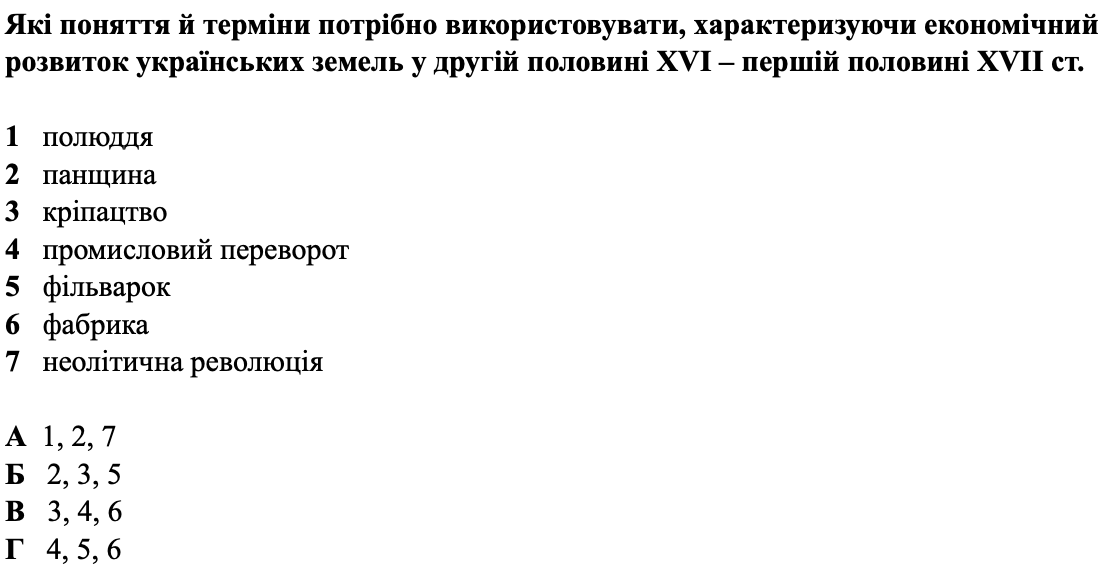 Які поняття й терміни потрібно використовувати, характеризуючи економічний
розвиток українських земель у другій половині XVI – першій половині XVII ст.
1 полюддя
2 панщина
3 кріпацтво
4 промисловий переворот
5 фільварок
6 фабрика
7 неолітична революція
А 1, 2, 7
Б 2, 3, 5
В 3, 4, 6
Г 4, 5, 6